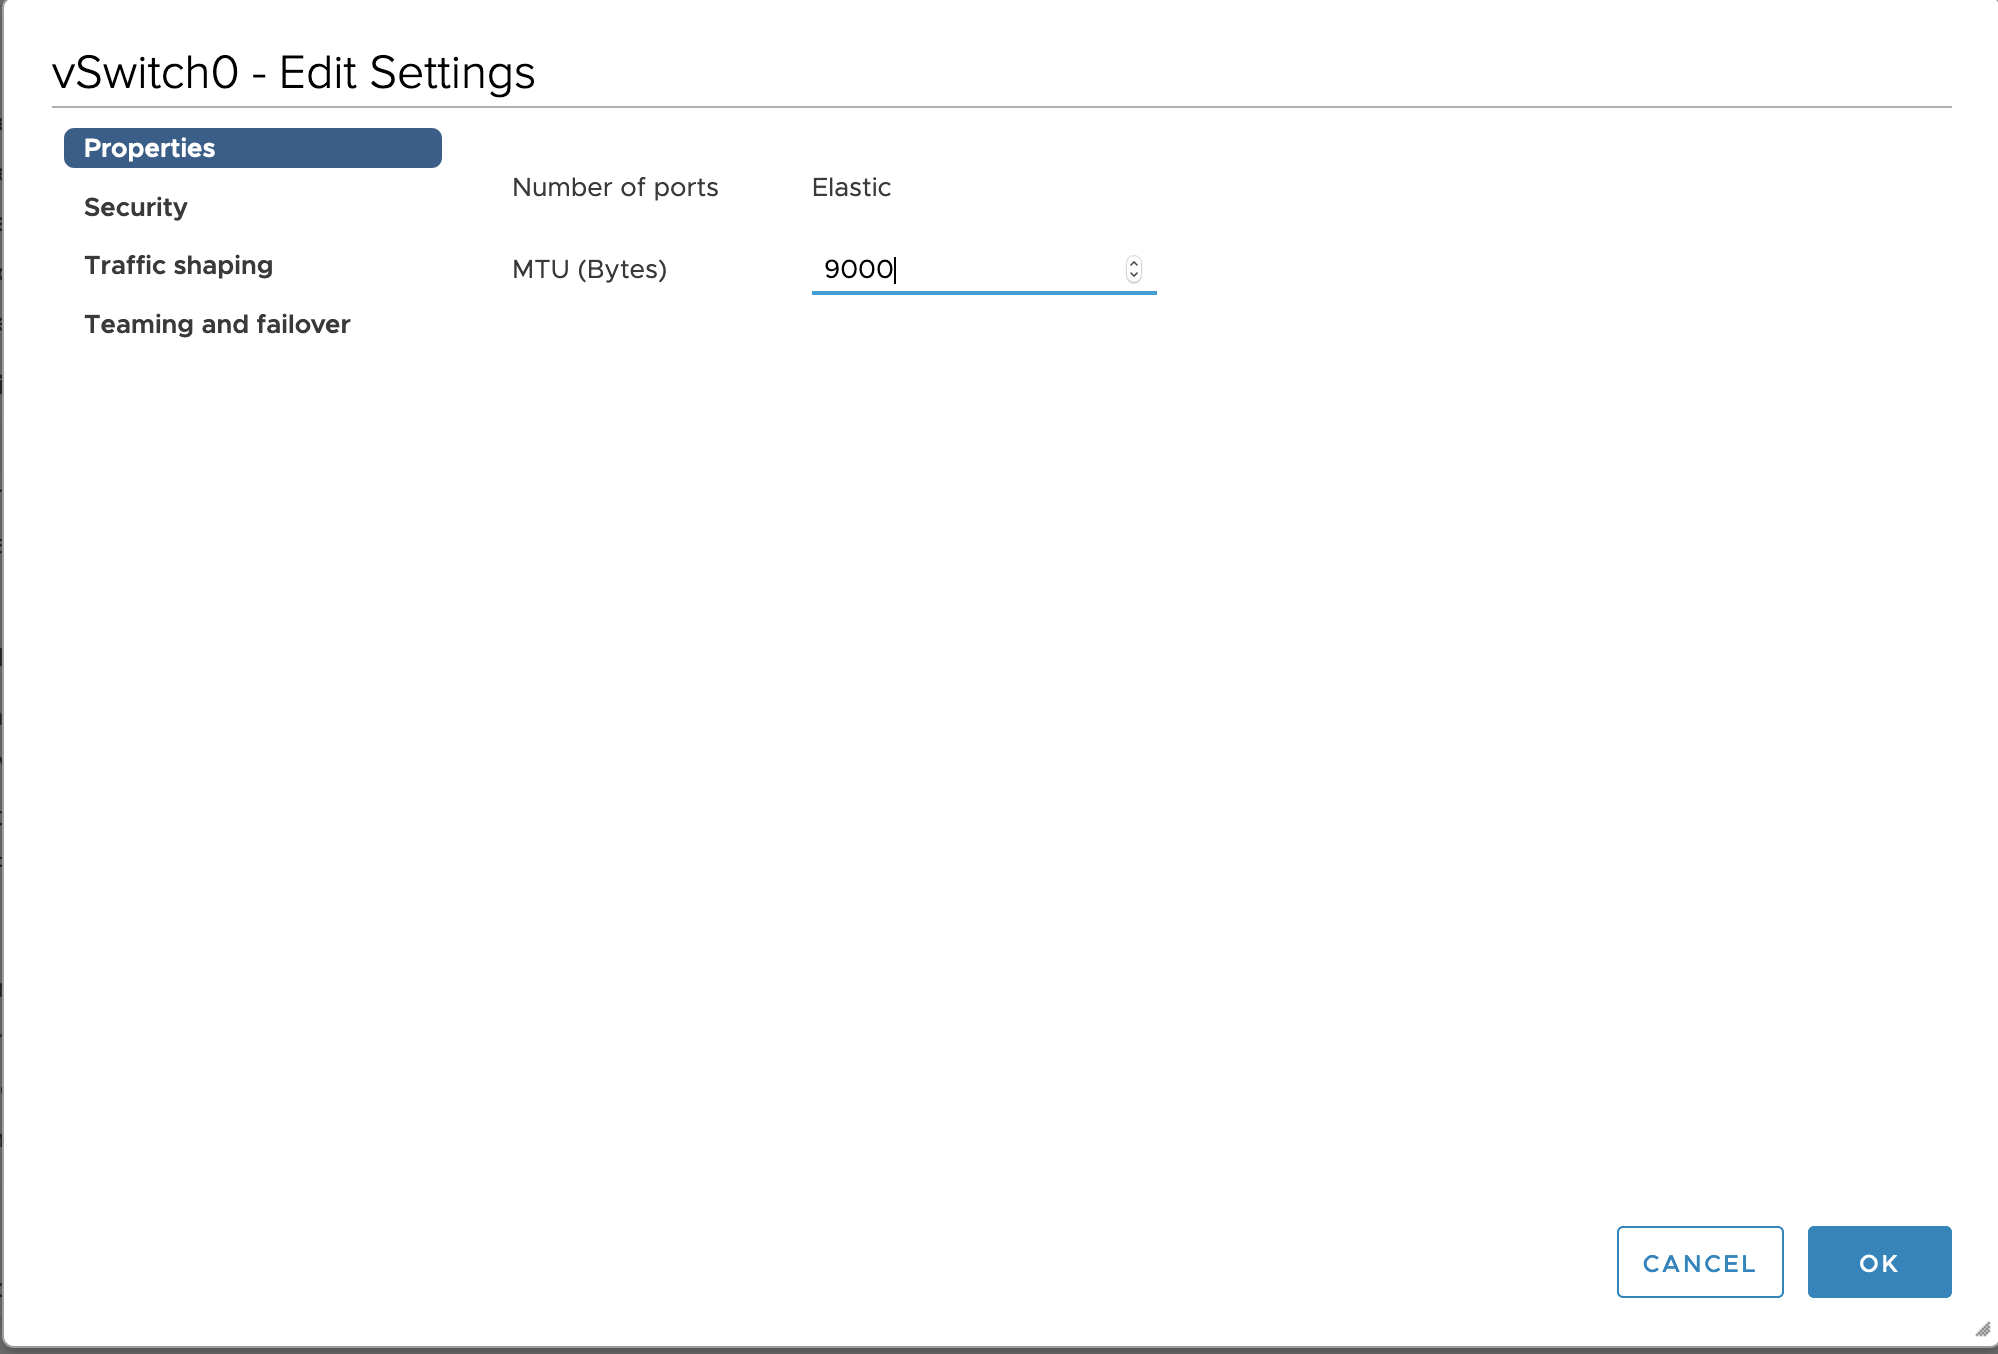 vSwitch0 - Edit Settings
Properties
Security
Traffic shaping
Teaming and failover
Number of ports Elastic
MTU (Bytes) 9000
CANCEL OK